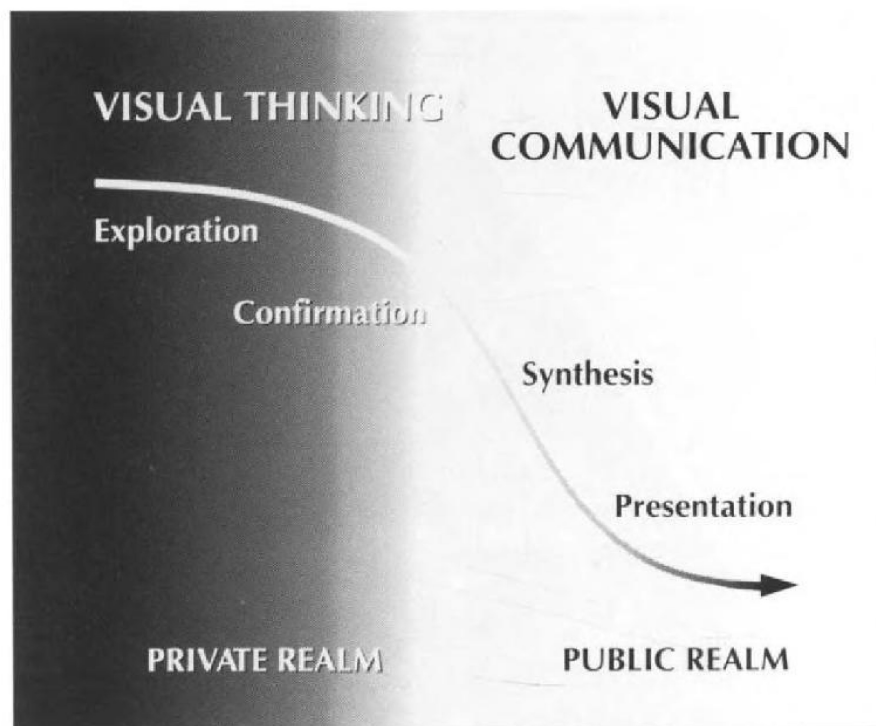 VISUAL THINKING
VISUAL
COMMUNICATION
Exploration
Confirmation
Synthesis
Presentation
PRIVATE REALM
PUBLIC REALM